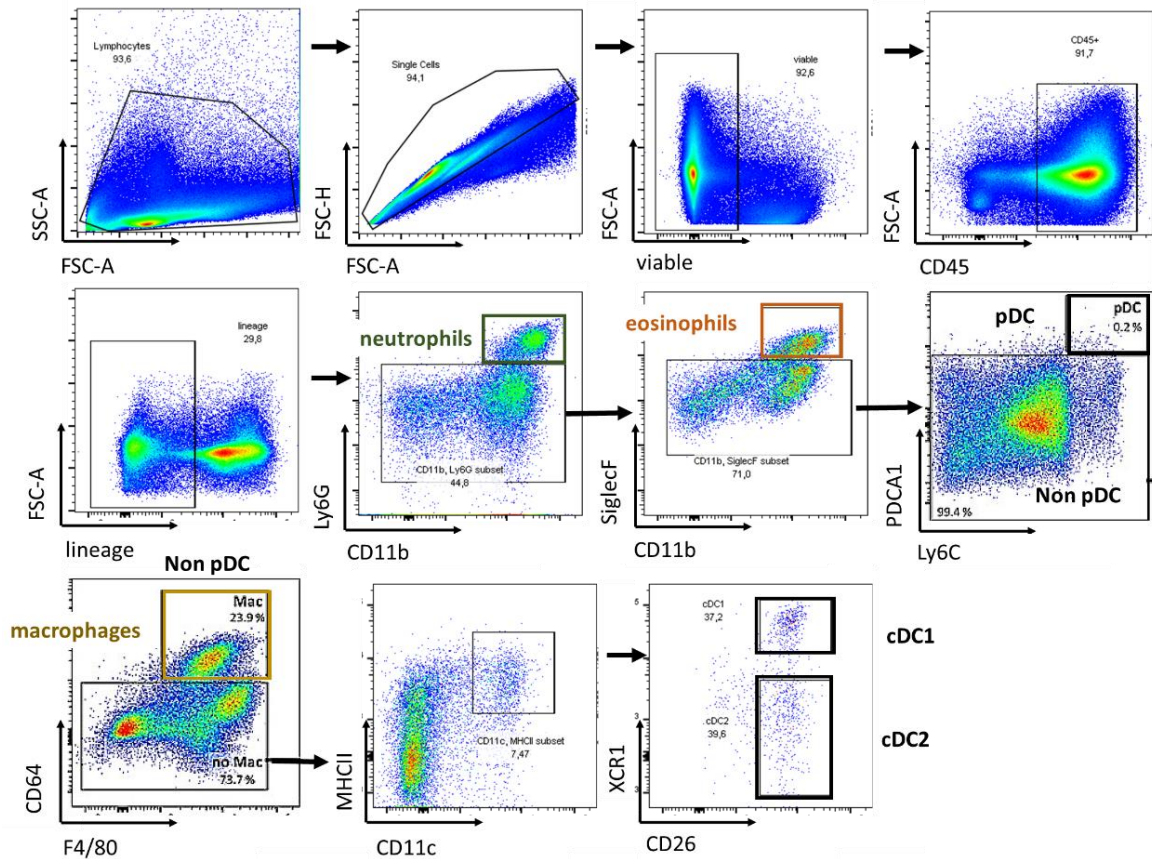 Lymphocytes
93,6
SSC-A
FSC-A
Single Cells
94,1
FSC-H
FSC-A
viable
92,6
FSC-A
viable
CD45+
91,7
FSC-A
CD45
lineage
29,8
FSC-A
lineage
neutrophils
CD11b, Ly6G subset
44,8
Ly6G
CD11b
eosinophils
CD11b, SiglecF subset
71,0
SiglecF
CD11b
pDC
pDC
0.2 %
Non pDC
99.4 %
PDCA1
Ly6C
Non pDC
macrophages
Mac
23.9 %
no Mac
73.7 %
CD64
F4/80
CD11c, MHCII subset
7,47
MHCII
CD11c
5
cDC1
37,2
3
cDC2
39,6
3
XCR1
CD26
cDC1
cDC2